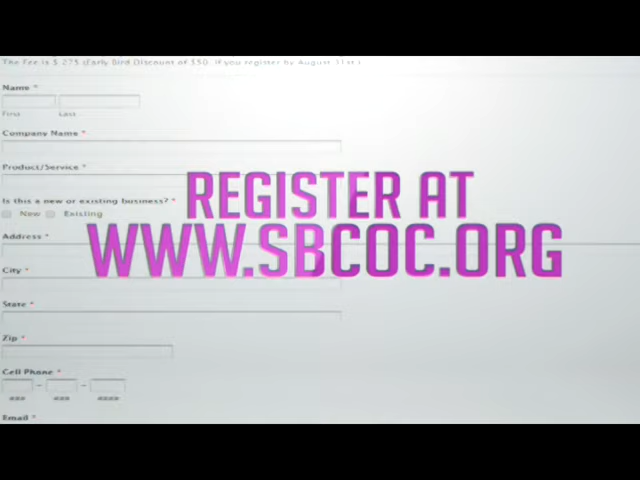 The Fee is $ 275 (Early Bird Discount of $50. If you register by August 31st.)
Name *
First Last
Company Name *
Product/Service *
REGISTER AT
Is this a new or existing business? *
New Existing
WWW.SBCOC.ORG
Address *
City *
State *
Zip *
Cell Phone *
- -
### ### ####
Email *